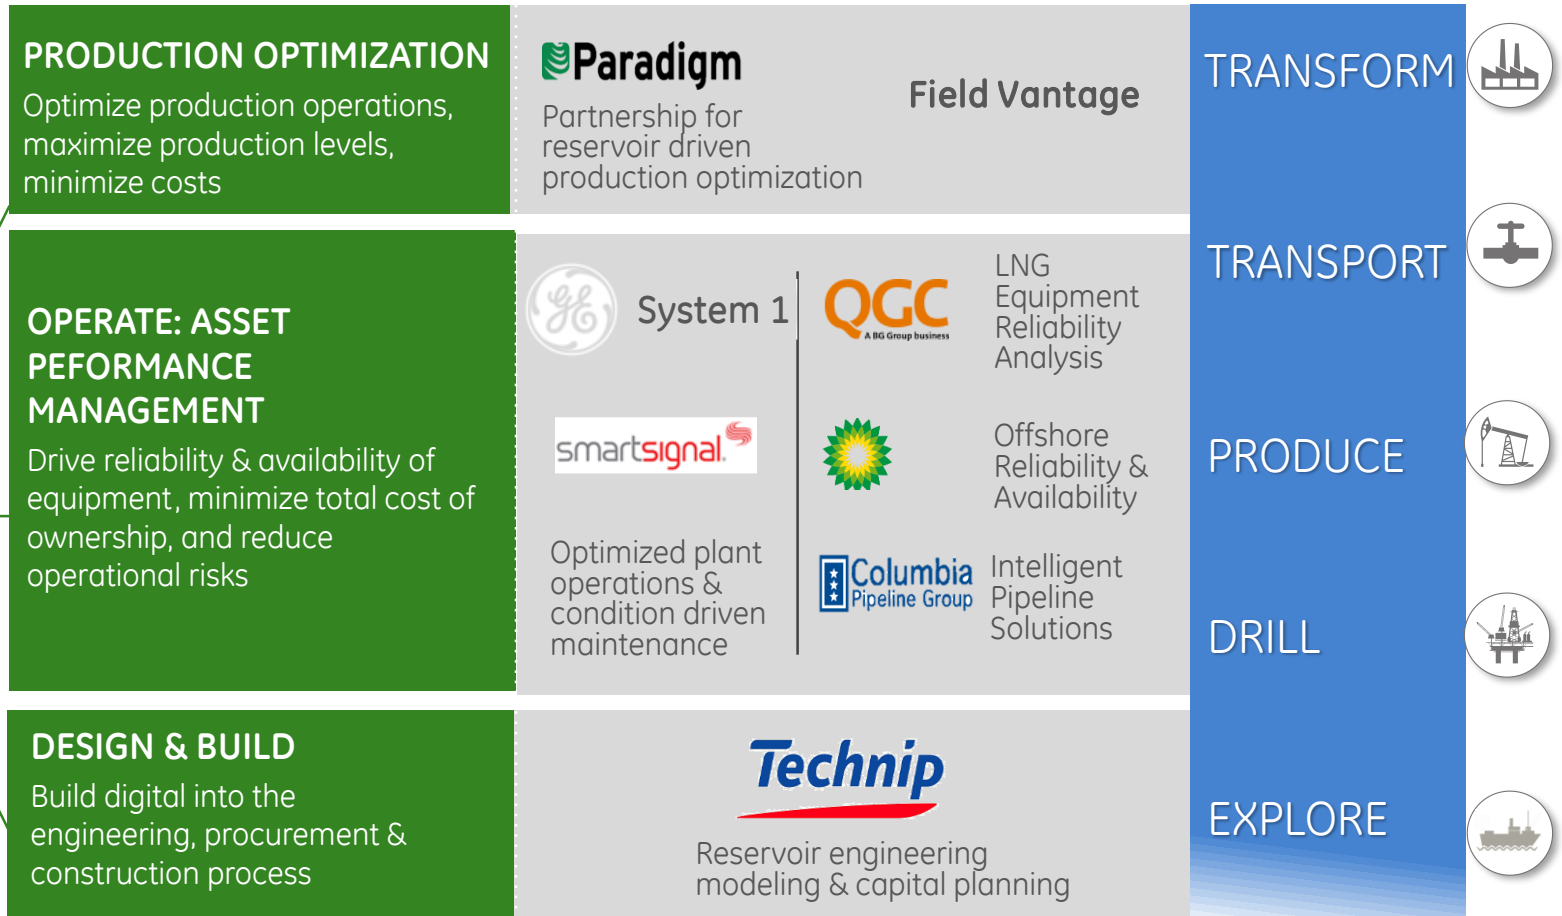 PRODUCTION OPTIMIZATION
Optimize production operations,
maximize production levels,
minimize costs
Paradigm
Partnership for
reservoir driven
production optimization
Field Vantage
OPERATE: ASSET
PEFORMANCE
MANAGEMENT
Drive reliability & availability of
equipment, minimize total cost of
ownership, and reduce
operational risks
GE
System 1
smartsignal.
Optimized plant
operations &
condition driven
maintenance
QGC
A BG Group business
LNG
Equipment
Reliability
Analysis
Offshore
Reliability &
Availability
Columbia
Pipeline Group
Intelligent
Pipeline
Solutions
DESIGN & BUILD
Build digital into the
engineering, procurement &
construction process
Technip
Reservoir engineering
modeling & capital planning
TRANSFORM
TRANSPORT
PRODUCE
DRILL
EXPLORE